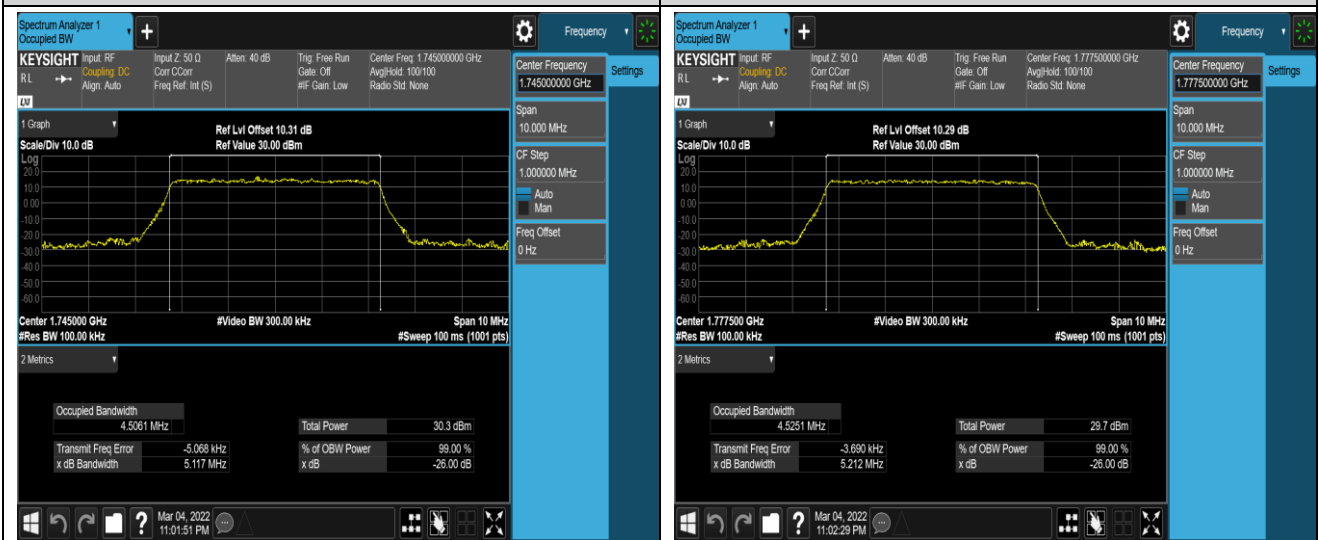 Spectrum Analyzer 1
Occupied BW
+
Frequency
KEYSIGHT
RL
LXI
Input: RF
Coupling: DC
Align: Auto
Input Z: 50 Ω
Corr CCorr
Freq Ref: Int (S)
Atten: 40 dB
Trig: Free Run
Gate: Off
#IF Gain: Low
Center Freq: 1.745000000 GHz
Avg|Hold: 100/100
Radio Std: None
Center Frequency
1.745000000 GHz
Settings
Span
10.000 MHz
CF Step
1.000000 MHz
Auto
Man
Freq Offset
0 Hz
1 Graph
Ref Lvl Offset 10.31 dB
Scale/Div 10.0 dB
Ref Value 30.00 dBm
Log
20.0
10.0
0.00
-10.0
-20.0
-30.0
-40.0
-50.0
-60.0
Center 1.745000 GHz
#Video BW 300.00 kHz
Span 10 MHz
#Res BW 100.00 kHz
#Sweep 100 ms (1001 pts)
2 Metrics
Occupied Bandwidth
4.5061 MHz
Total Power 30.3 dBm
Transmit Freq Error -5.068 kHz
% of OBW Power 99.00 %
x dB Bandwidth 5.117 MHz
x dB -26.00 dB
?
Mar 04, 2022
11:01:51 PM
Spectrum Analyzer 1
Occupied BW
+
Frequency
KEYSIGHT
RL
LXI
Input: RF
Coupling: DC
Align: Auto
Input Z: 50 Ω
Corr CCorr
Freq Ref: Int (S)
Atten: 40 dB
Trig: Free Run
Gate: Off
#IF Gain: Low
Center Freq: 1.777500000 GHz
Avg|Hold: 100/100
Radio Std: None
Center Frequency
1.777500000 GHz
Settings
Span
10.000 MHz
CF Step
1.000000 MHz
Auto
Man
Freq Offset
0 Hz
1 Graph
Ref Lvl Offset 10.29 dB
Scale/Div 10.0 dB
Ref Value 30.00 dBm
Log
20.0
10.0
0.00
-10.0
-20.0
-30.0
-40.0
-50.0
-60.0
Center 1.777500 GHz
#Video BW 300.00 kHz
Span 10 MHz
#Res BW 100.00 kHz
#Sweep 100 ms (1001 pts)
2 Metrics
Occupied Bandwidth
4.5251 MHz
Total Power 29.7 dBm
Transmit Freq Error -3.690 kHz
% of OBW Power 99.00 %
x dB Bandwidth 5.212 MHz
x dB -26.00 dB
?
Mar 04, 2022
11:02:29 PM